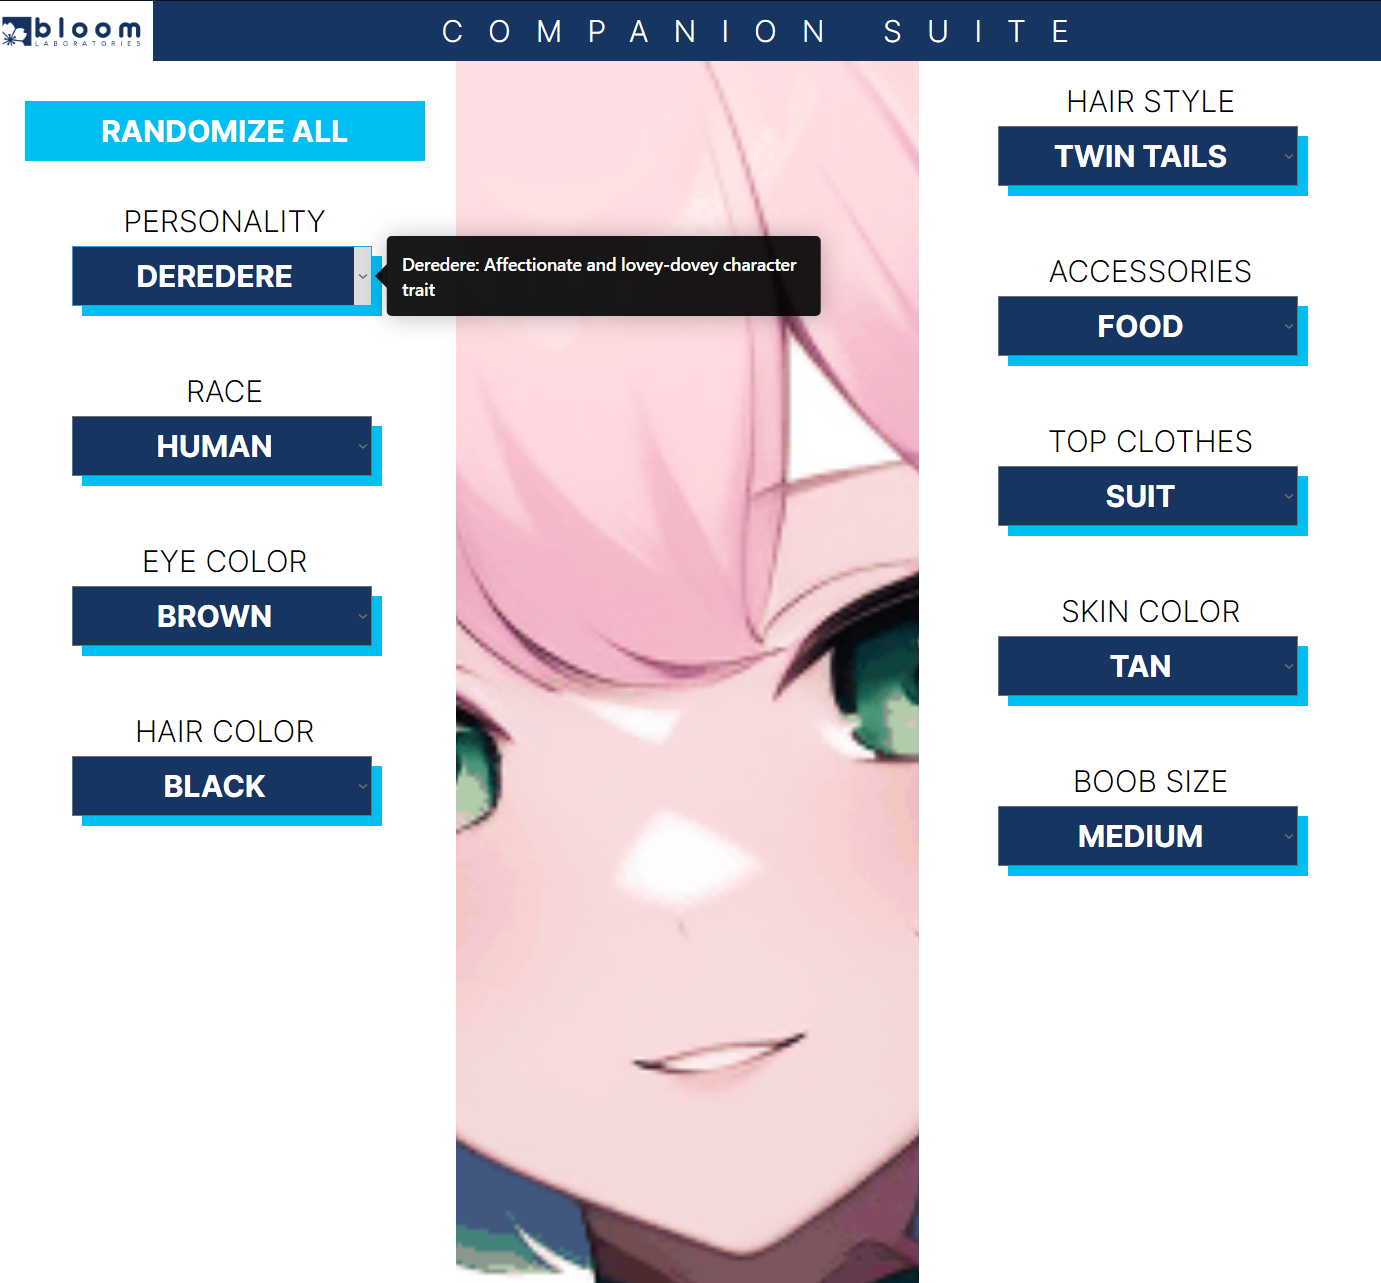 bloom
LABORATORIES
COMPANION SUITE
RANDOMIZE ALL
PERSONALITY
DEREDERE
Deredere: Affectionate and lovey-dovey character
trait
RACE
HUMAN
EYE COLOR
BROWN
HAIR COLOR
BLACK
HAIR STYLE
TWIN TAILS
ACCESSORIES
FOOD
TOP CLOTHES
SUIT
SKIN COLOR
TAN
BOOB SIZE
MEDIUM